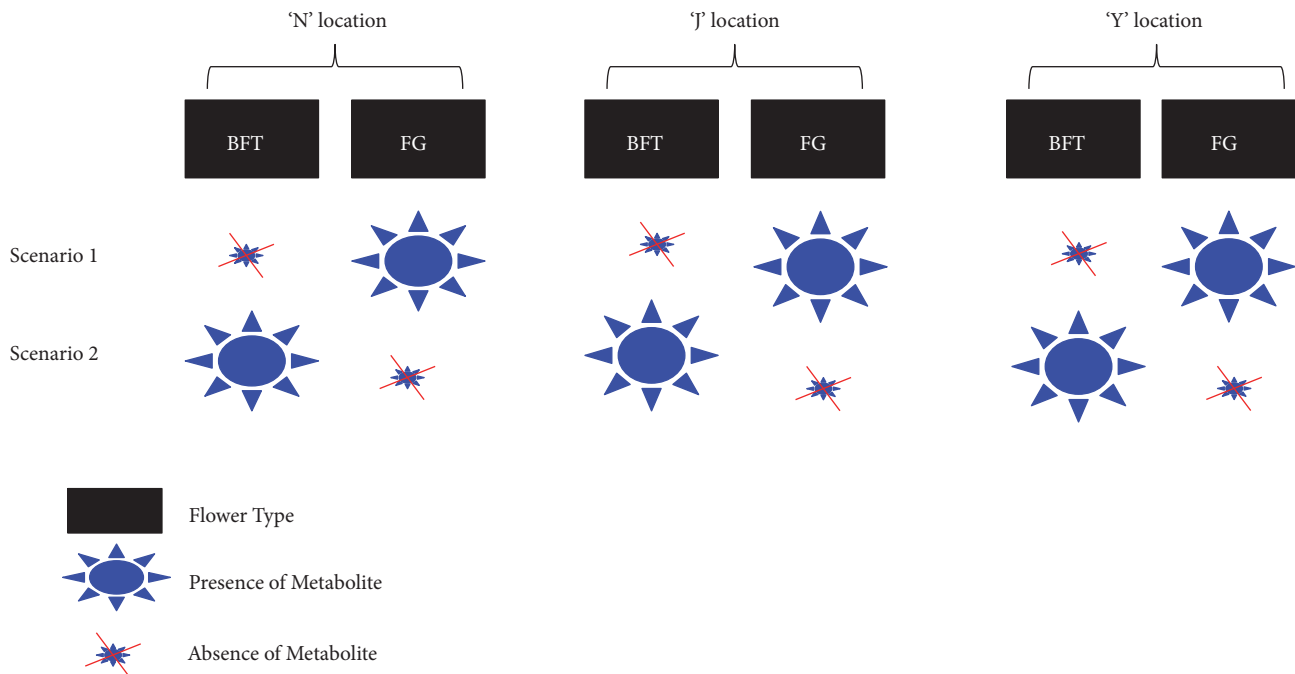 ‘N’ location ‘J’ location ‘Y’ location
BFT FG BFT FG BFT FG
Scenario 1
Scenario 2
Flower Type
Presence of Metabolite
Absence of Metabolite